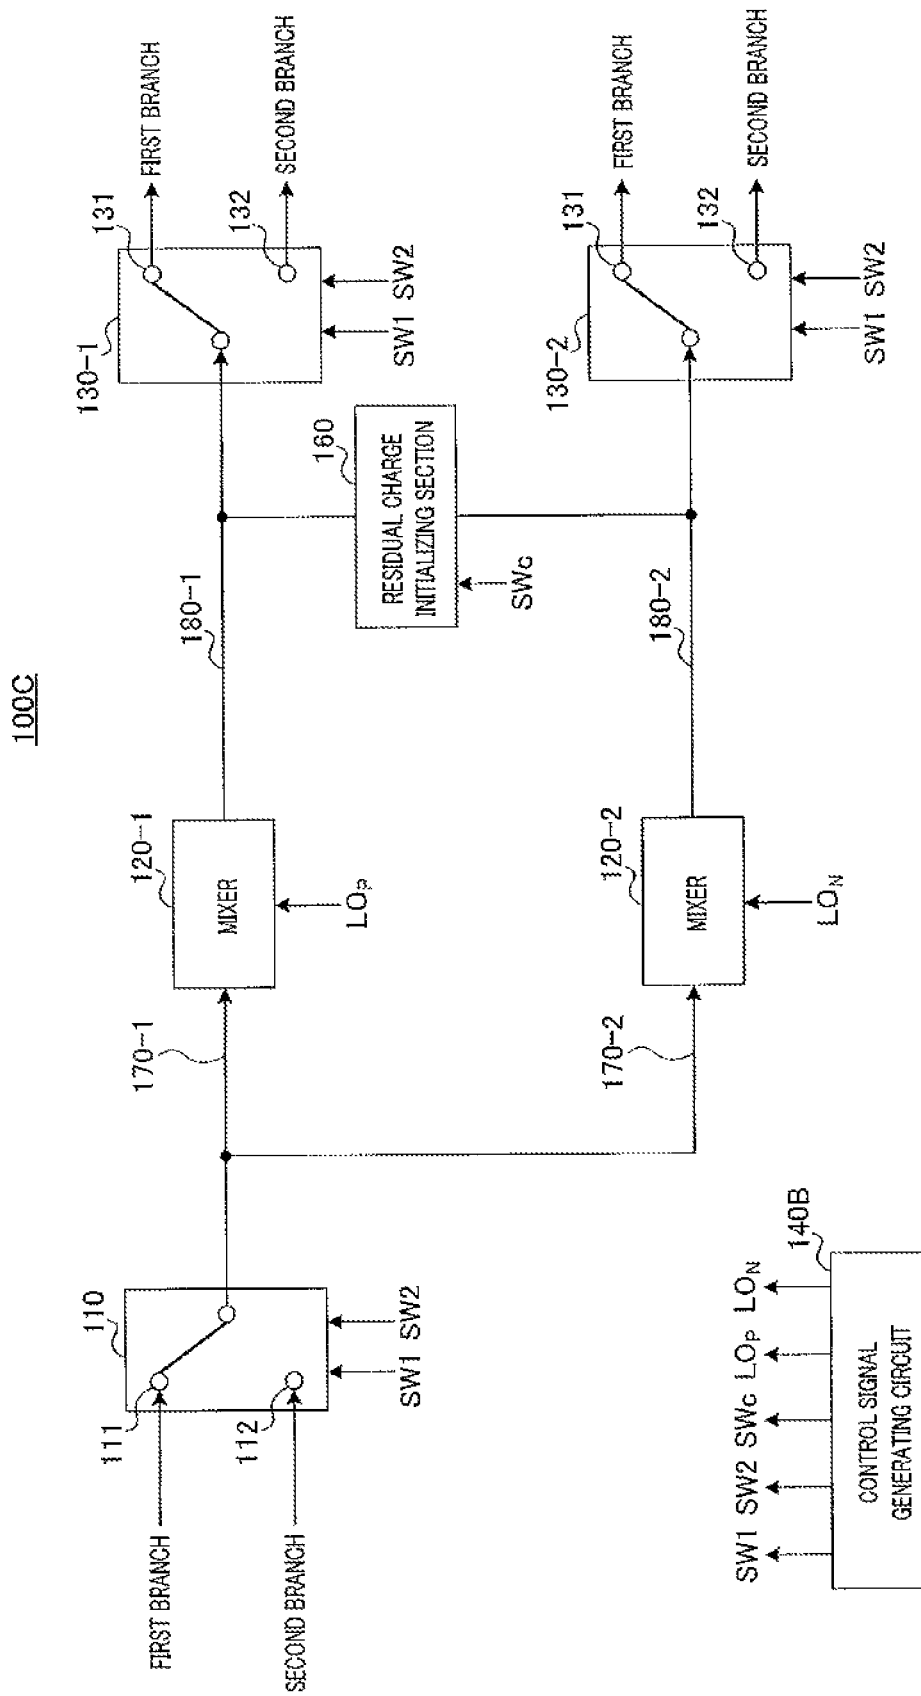 100C
FIRST BRANCH
SECOND BRANCH
111
112
110
SW1 SW2
170-1
170-2
120-1
MIXER
LOP
120-2
MIXER
LON
180-1
180-2
160
RESIDUAL CHARGE
INITIALIZING SECTION
SWc
130-1
131
132
SW1 SW2
FIRST BRANCH
SECOND BRANCH
130-2
131
132
SW1 SW2
FIRST BRANCH
SECOND BRANCH
SW1 SW2 SWc LOP LON
140B
CONTROL SIGNAL
GENERATING CIRCUIT